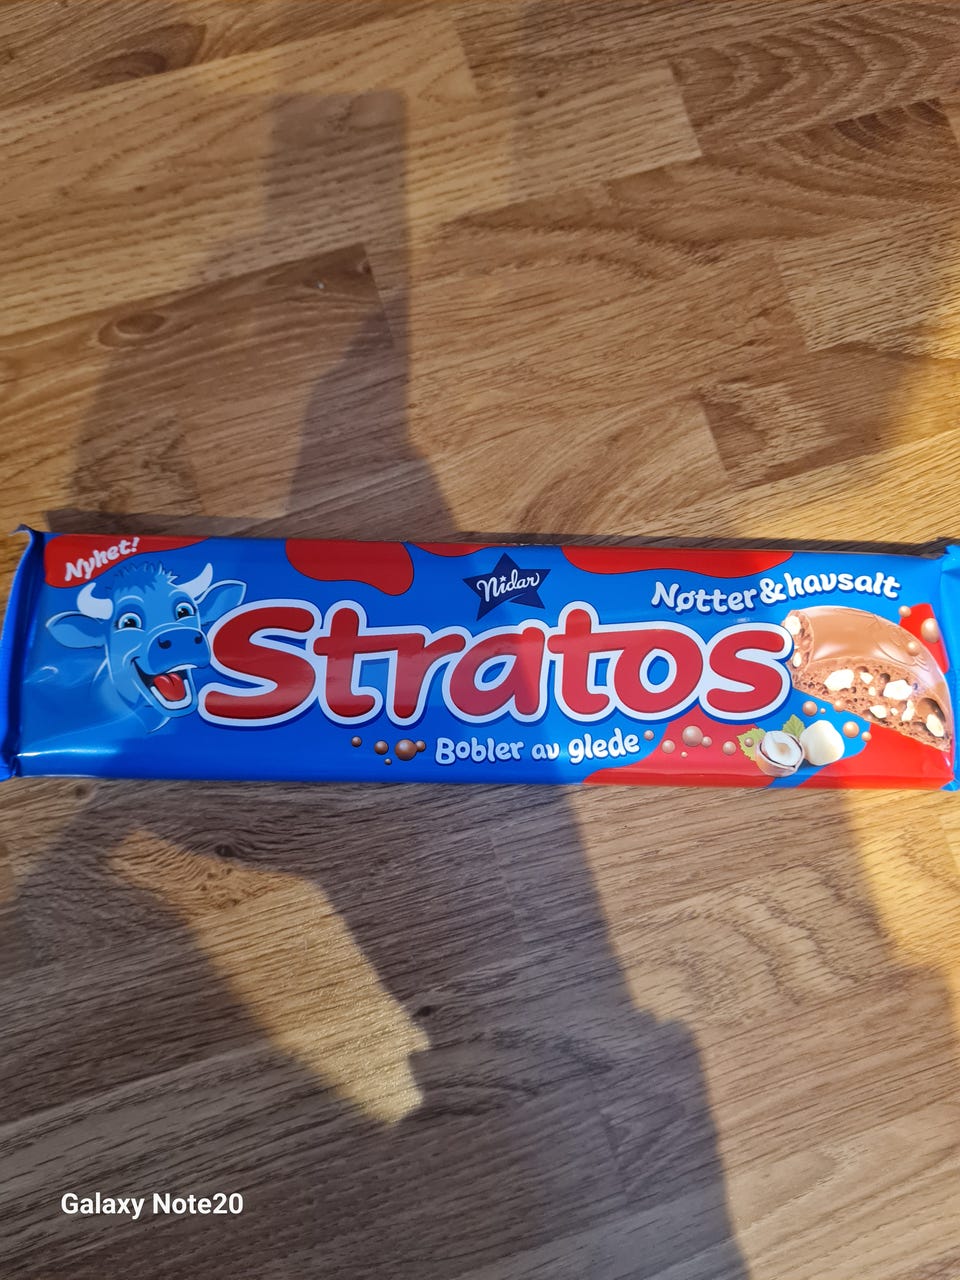 Nyhet!
Nidar
Nøtter & havsalt
Stratos
Bobler av glede
Galaxy Note20